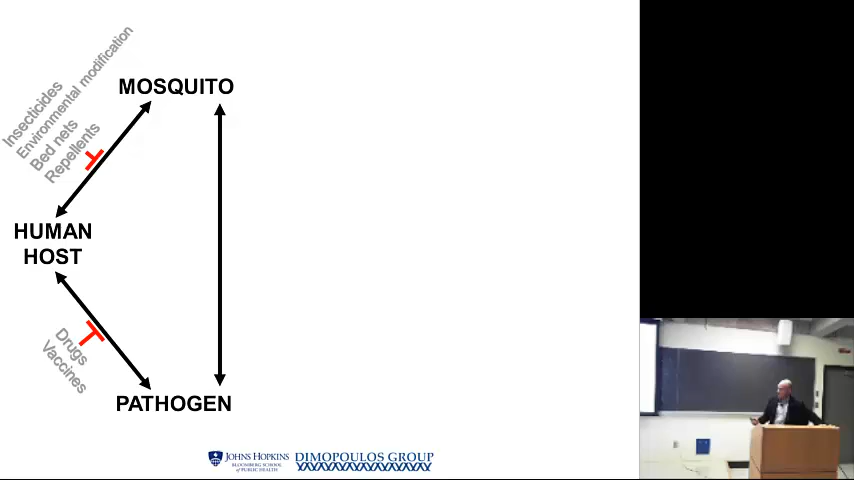 MOSQUITO
Insecticides
Environmental modification
Bed nets
Repellents
HUMAN
HOST
Drugs
Vaccines
PATHOGEN
JOHNS HOPKINS
BLOOMBERG SCHOOL
of PUBLIC HEALTH
DIMOPOULOS GROUP